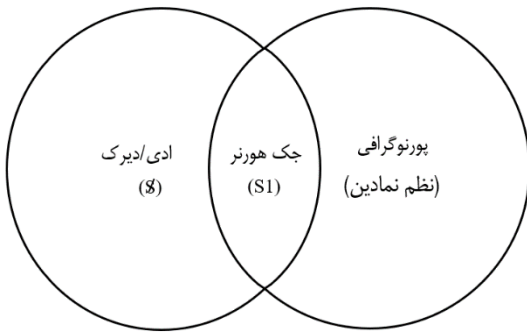 پورنوگرافی
(نظم نمادین)
جک هورنر
(S1)
ادی/دیرک
($)